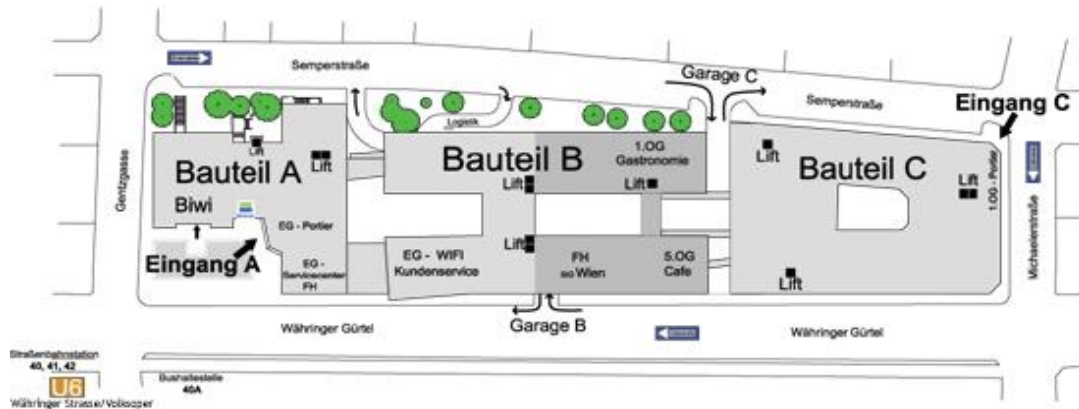 Semperstraße
Garage C
Semperstraße
Eingang C
Logistik
Gentzgasse
Lift
Bauteil A
Lift
Biwi
EG - Portier
Eingang A
EG -
Servicecenter
FH
Bauteil B
1.OG
Gastronomie
Lift
Lift
Lift
EG - WIFI
Kundenservice
FH
Wien
5.OG
Cafe
Lift
Bauteil C
Lift
1.OG - Portier
Lift
Michaelerstraße
Garage B
Währinger Gürtel
Währinger Gürtel
Straßenbahnstation
40, 41, 42
U6
Währinger Strasse/Volksoper
Bushaltestelle
40A